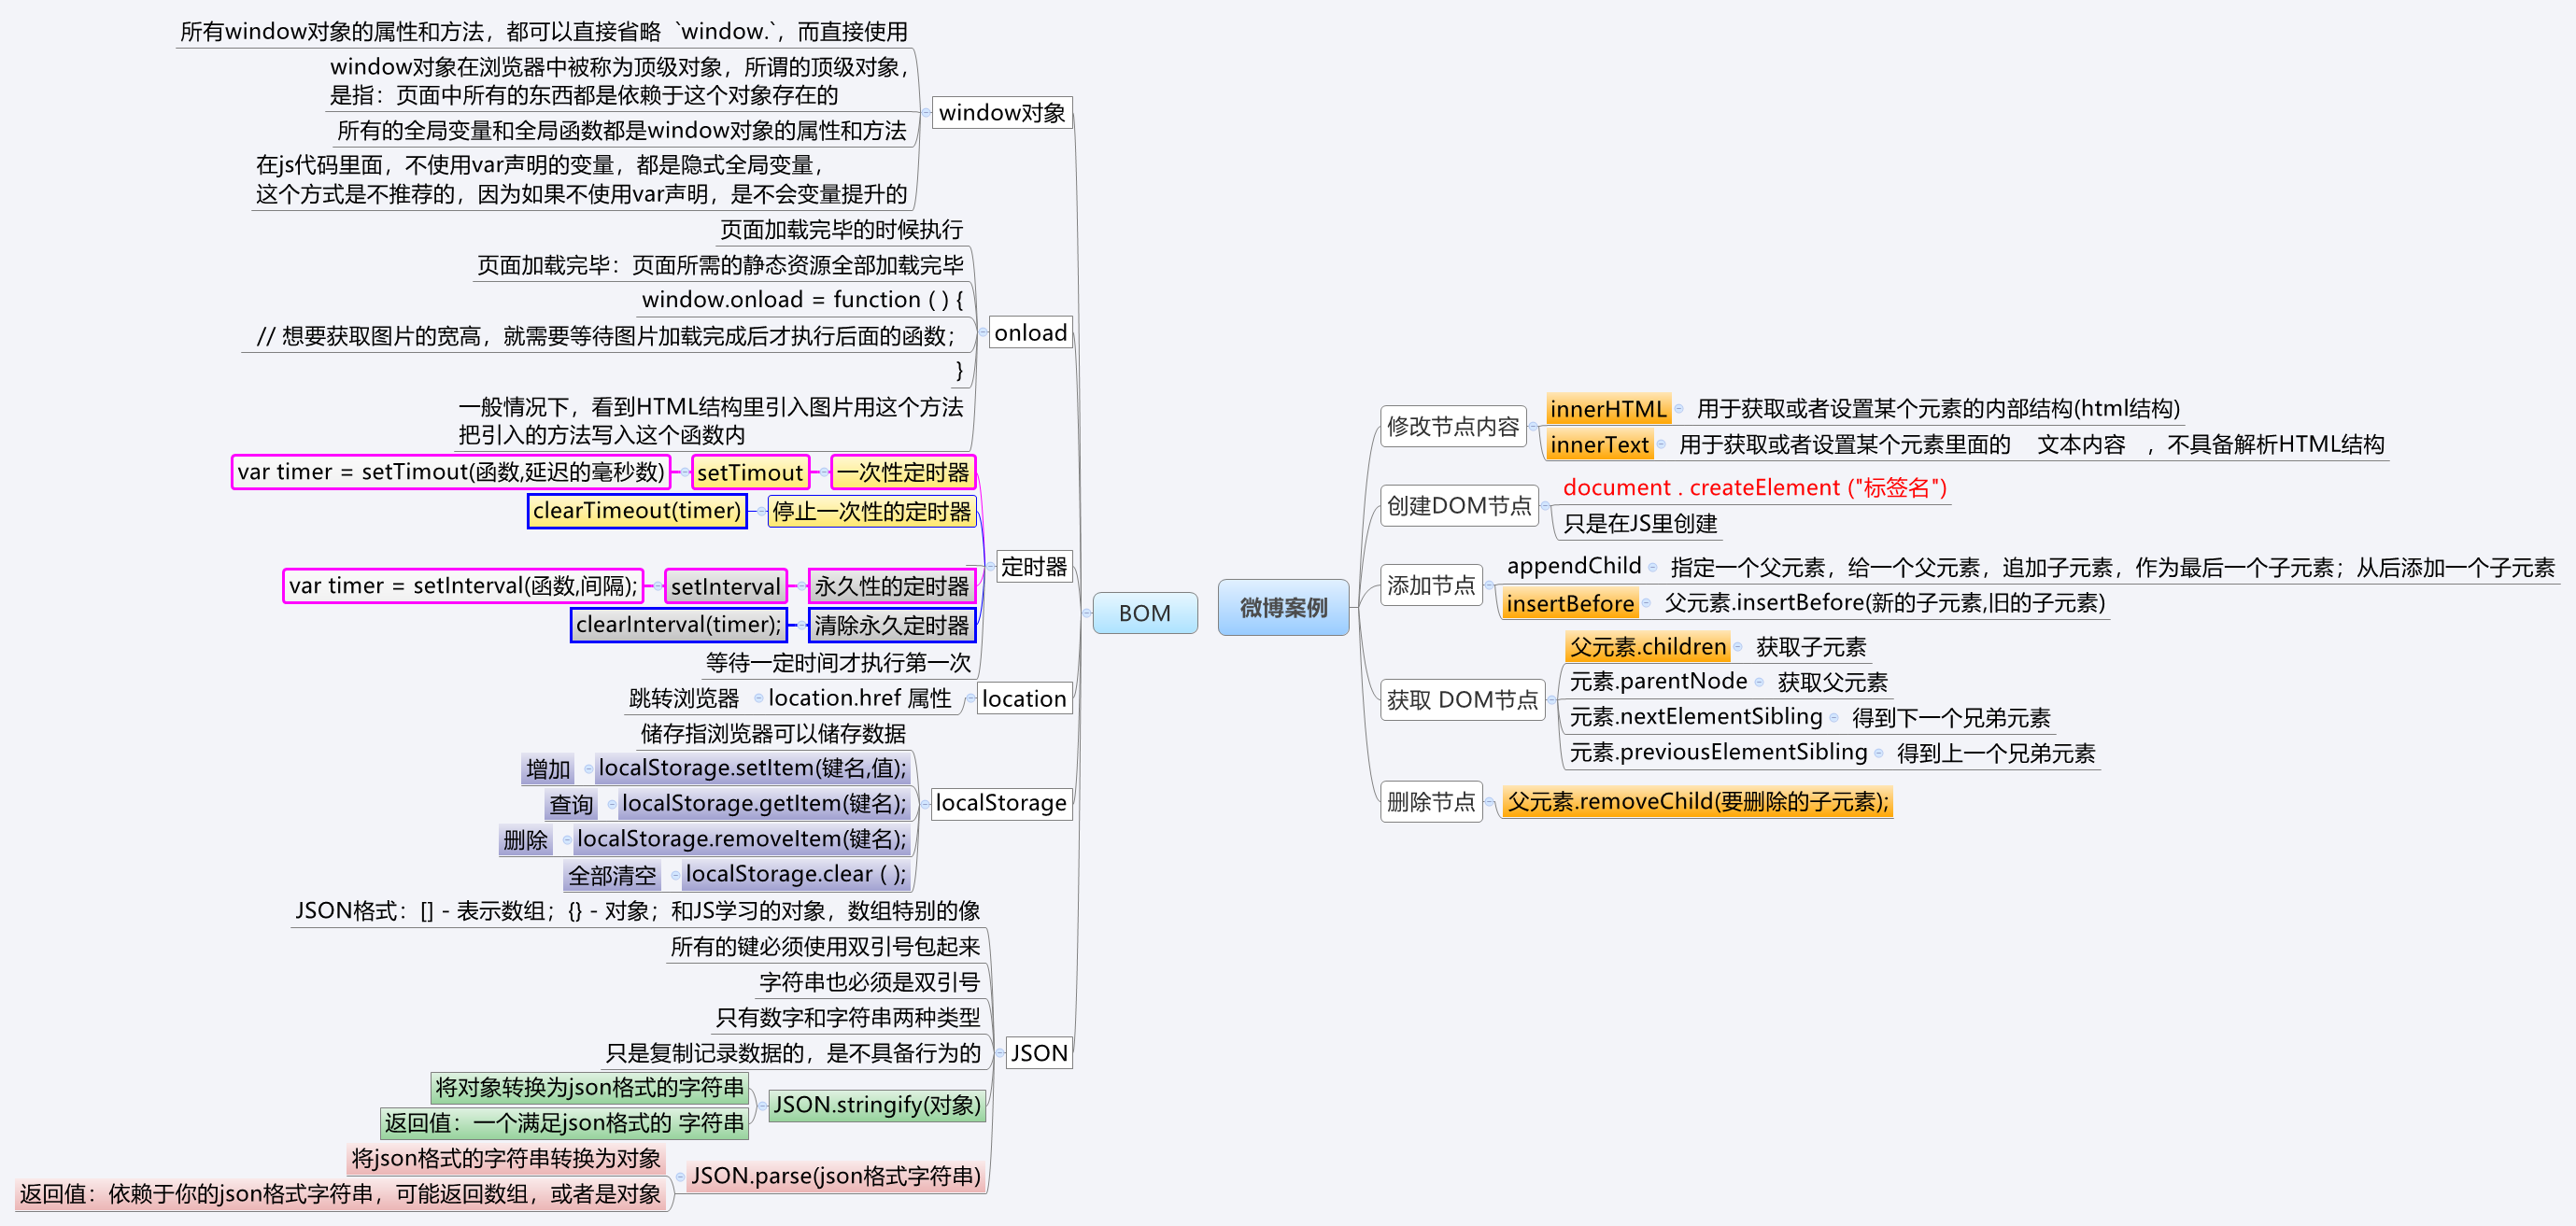 所有window对象的属性和方法，都可以直接省略 `window.`，而直接使用
window对象在浏览器中被称为顶级对象，所谓的顶级对象，
是指：页面中所有的东西都是依赖于这个对象存在的
所有的全局变量和全局函数都是window对象的属性和方法
在js代码里面，不使用var声明的变量，都是隐式全局变量，
这个方式是不推荐的，因为如果不使用var声明，是不会变量提升的
window对象
页面加载完毕的时候执行
页面加载完毕：页面所需的静态资源全部加载完毕
window.onload = function ( ) {
// 想要获取图片的宽高，就需要等待图片加载完成后才执行后面的函数；
}
一般情况下，看到HTML结构里引入图片用这个方法
把引入的方法写入这个函数内
onload
var timer = setTimout(函数,延迟的毫秒数)
setTimout
一次性定时器
clearTimeout(timer)
停止一次性的定时器
var timer = setInterval(函数,间隔);
setInterval
永久性的定时器
clearInterval(timer);
清除永久定时器
等待一定时间才执行第一次
定时器
跳转浏览器
location.href 属性
location
储存指浏览器可以储存数据
增加
localStorage.setItem(键名,值);
查询
localStorage.getItem(键名);
删除
localStorage.removeItem(键名);
全部清空
localStorage.clear ( );
localStorage
JSON格式：[] - 表示数组；{} - 对象；和JS学习的对象，数组特别的像
所有的键必须使用双引号包起来
字符串也必须是双引号
只有数字和字符串两种类型
只是复制记录数据的，是不具备行为的
将对象转换为json格式的字符串
返回值：一个满足json格式的 字符串
JSON.stringify(对象)
将json格式的字符串转换为对象
返回值：依赖于你的json格式字符串，可能返回数组，或者是对象
JSON.parse(json格式字符串)
JSON
BOM
微博案例
修改节点内容
innerHTML
用于获取或者设置某个元素的内部结构(html结构)
innerText
用于获取或者设置某个元素里面的 文本内容 ，不具备解析HTML结构
创建DOM节点
document . createElement ("标签名")
只是在JS里创建
添加节点
appendChild
指定一个父元素，给一个父元素，追加子元素，作为最后一个子元素；从后添加一个子元素
insertBefore
父元素.insertBefore(新的子元素,旧的子元素)
获取 DOM节点
父元素.children
获取子元素
元素.parentNode
获取父元素
元素.nextElementSibling
得到下一个兄弟元素
元素.previousElementSibling
得到上一个兄弟元素
删除节点
父元素.removeChild(要删除的子元素);